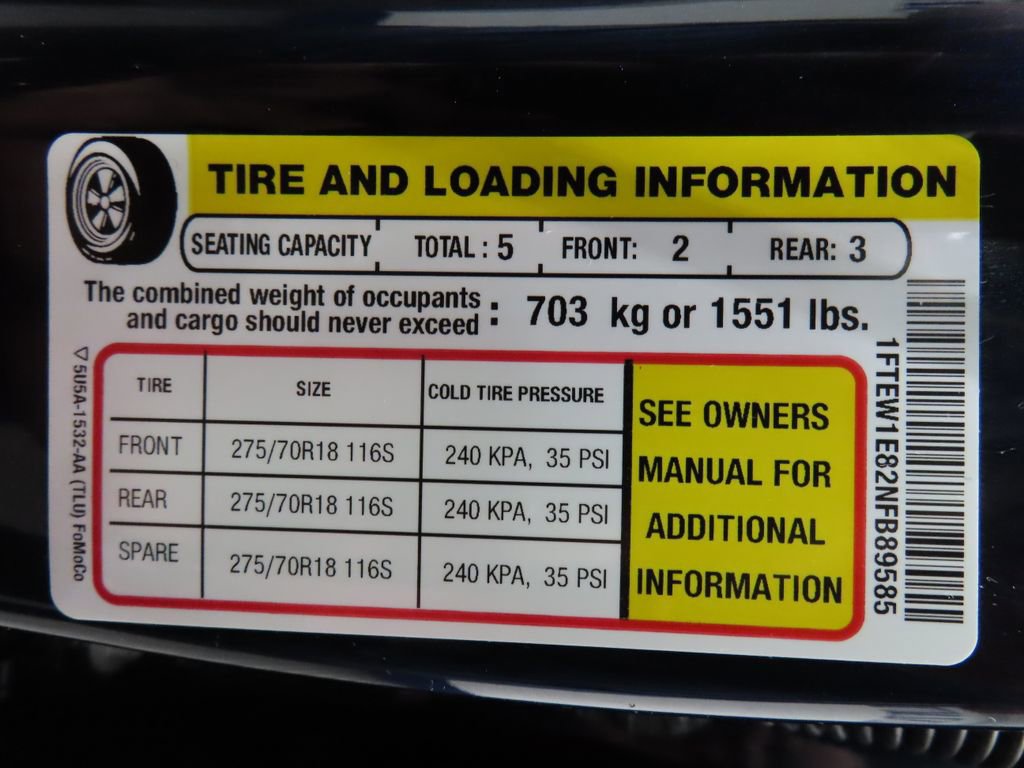 TIRE AND LOADING INFORMATION
SEATING CAPACITY TOTAL : 5 FRONT: 2 REAR: 3
The combined weight of occupants
and cargo should never exceed : 703 kg or 1551 lbs.
TIRE SIZE COLD TIRE PRESSURE
FRONT 275/70R18 116S 240 KPA, 35 PSI
REAR 275/70R18 116S 240 KPA, 35 PSI
SPARE 275/70R18 116S 240 KPA, 35 PSI
SEE OWNERS
MANUAL FOR
ADDITIONAL
INFORMATION
▽5U5A-1532-AA (TLU) FoMoCo
1FTEW1E82NFB89585